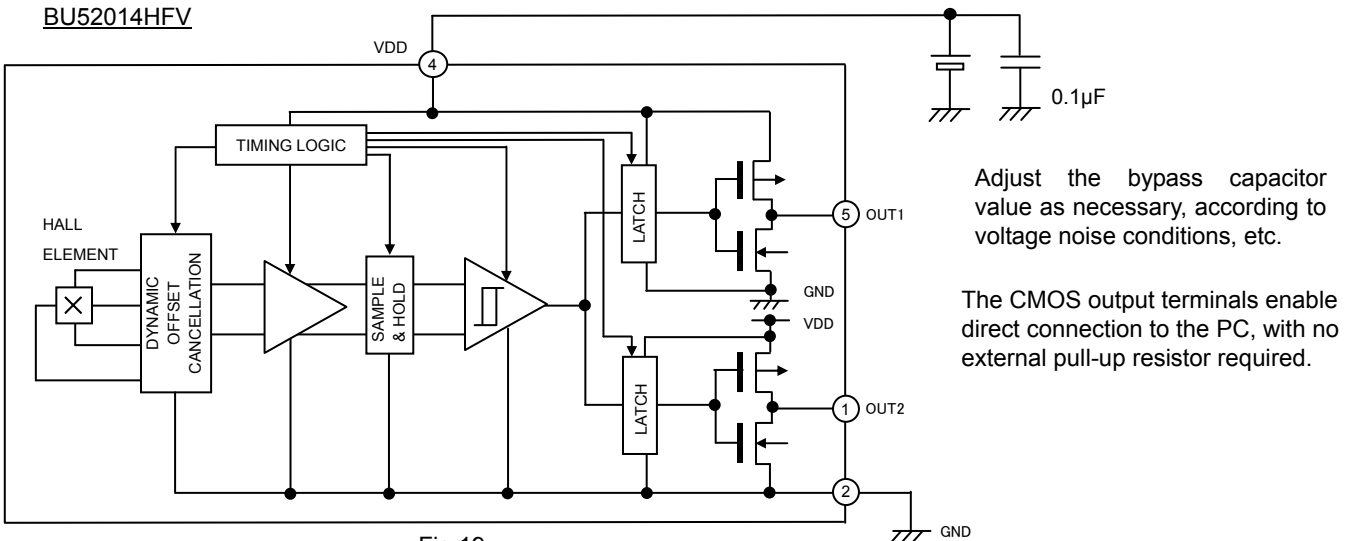 BU52014HFV
VDD
4
0.1µF
TIMING LOGIC
HALL
ELEMENT
DYNAMIC
OFFSET
CANCELLATION
SAMPLE
& HOLD
LATCH
5 OUT1
GND
VDD
LATCH
1 OUT2
2
GND
Adjust the bypass capacitor
value as necessary, according to
voltage noise conditions, etc.
The CMOS output terminals enable
direct connection to the PC, with no
external pull-up resistor required.